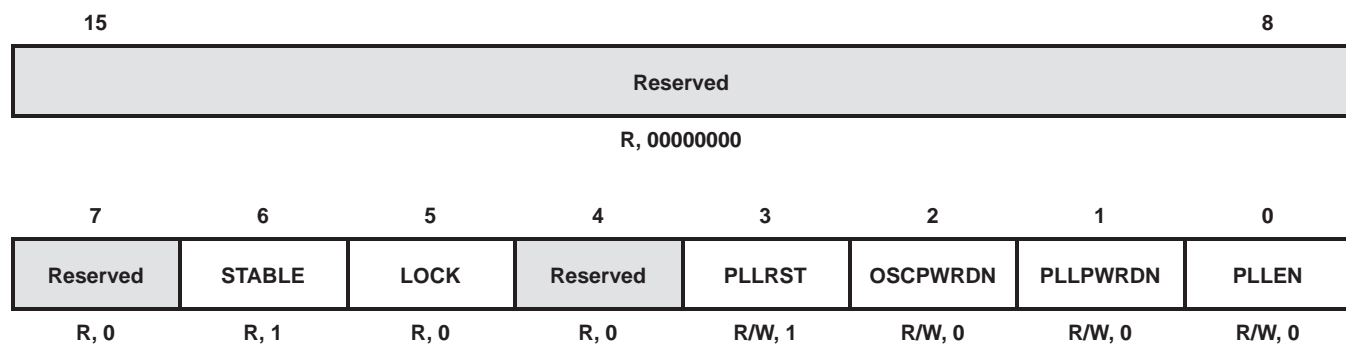 15 8
Reserved
R, 00000000
7 6 5 4 3 2 1 0
Reserved STABLE LOCK Reserved PLLRST OSCPWRDN PLLPWRDN PLLEN
R, 0 R, 1 R, 0 R, 0 R/W, 1 R/W, 0 R/W, 0 R/W, 0